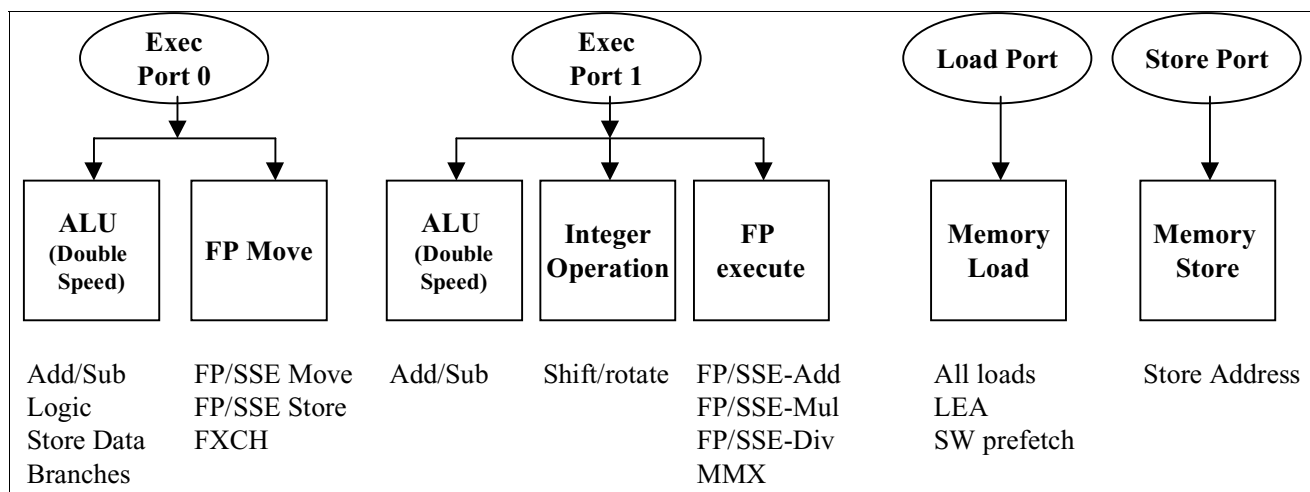 Exec
Port 0
Exec
Port 1
Load Port
Store Port
ALU
(Double
Speed)
FP Move
ALU
(Double
Speed)
Integer
Operation
FP
execute
Memory
Load
Memory
Store
Add/Sub
Logic
Store Data
Branches
FP/SSE Move
FP/SSE Store
FXCH
Add/Sub
Shift/rotate
FP/SSE-Add
FP/SSE-Mul
FP/SSE-Div
MMX
All loads
LEA
SW prefetch
Store Address